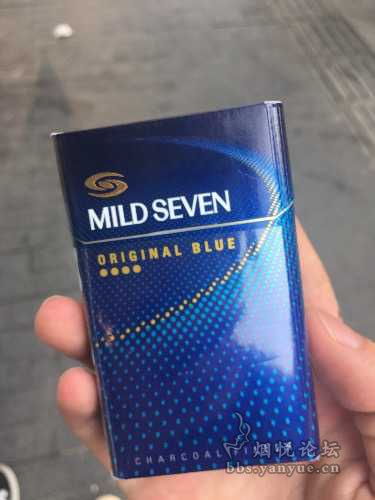 MILD SEVEN
ORIGINAL BLUE
CHARCOAL
烟悦论坛
bbs.yanyue.cn